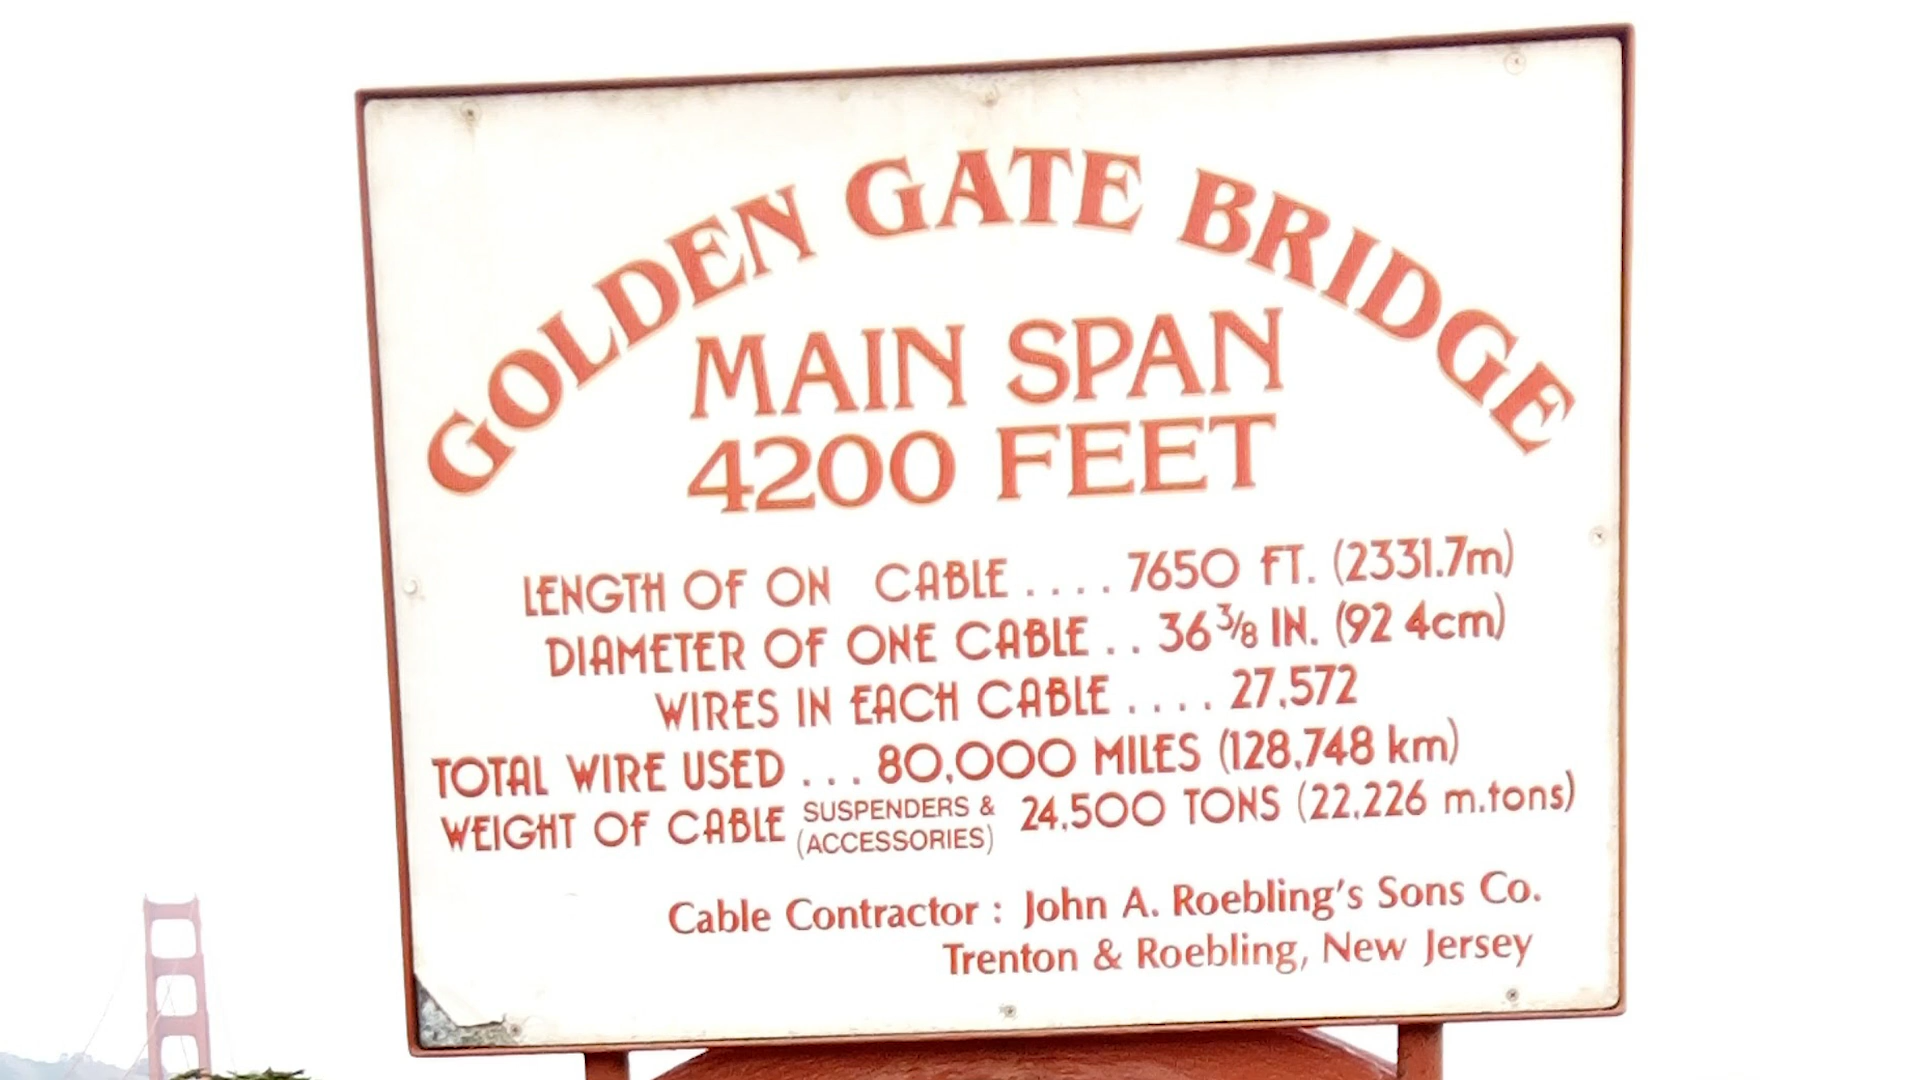 GOLDEN GATE BRIDGE
MAIN SPAN
4200 FEET
LENGTH OF ON CABLE .... 7650 FT. (2331.7m)
DIAMETER OF ONE CABLE .. 36 3/8 IN. (92 4cm)
WIRES IN EACH CABLE .... 27,572
TOTAL WIRE USED ... 80,000 MILES (128,748 km)
WEIGHT OF CABLE SUSPENDERS & (ACCESSORIES) 24,500 TONS (22,226 m.tons)
Cable Contractor : John A. Roebling's Sons Co.
Trenton & Roebling, New Jersey